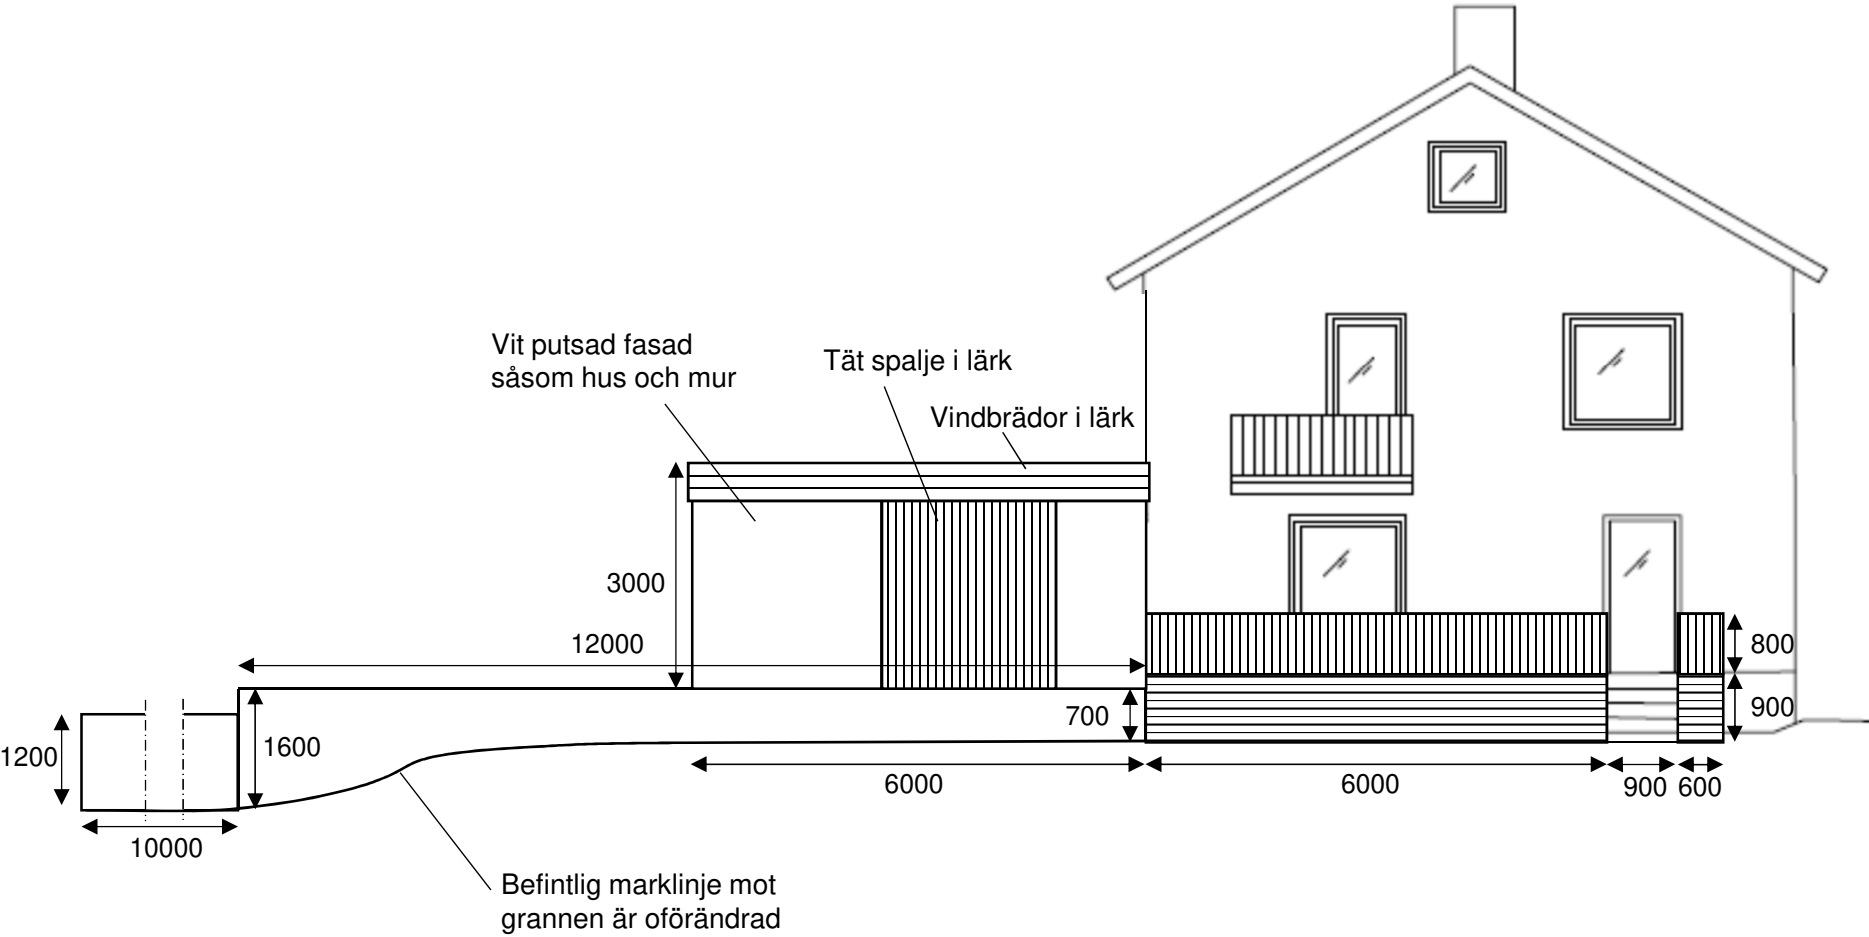 Vit putsad fasad
såsom hus och mur
Tät spalje i lärk
Vindbrädor i lärk
3000
12000
800
700
900
1200
1600
6000
6000
900
600
10000
Befintlig marklinje mot
grannen är oförändrad